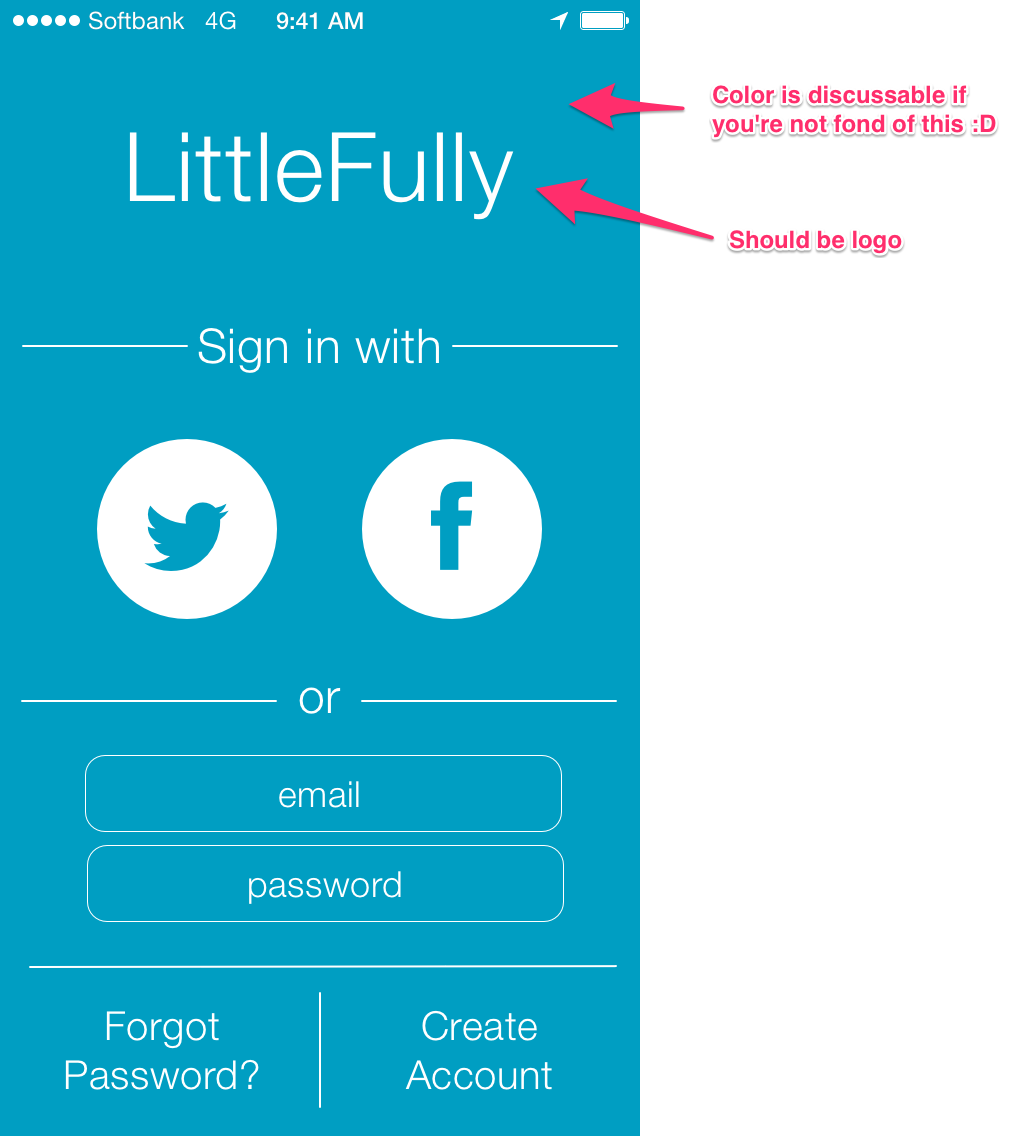 Softbank 4G 9:41 AM
Color is discussable if
you're not fond of this :D
LittleFully
Should be logo
Sign in with
f
or
email
password
Forgot
Password?
Create
Account